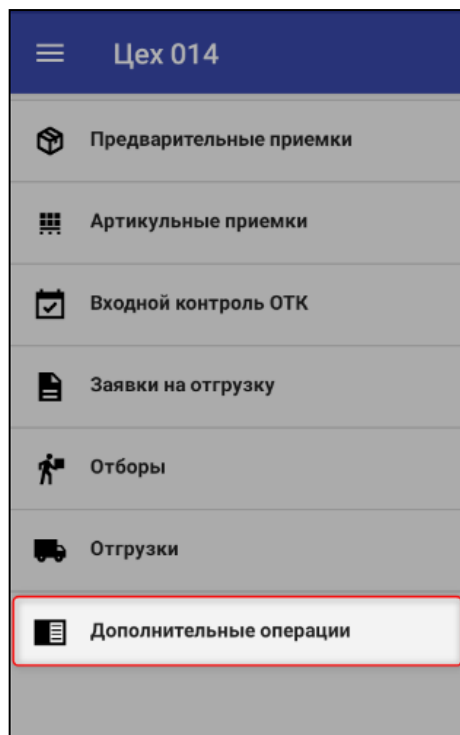 Цех 014
Предварительные приемки
Артикульные приемки
Входной контроль ОТК
Заявки на отгрузку
Отборы
Отгрузки
Дополнительные операции